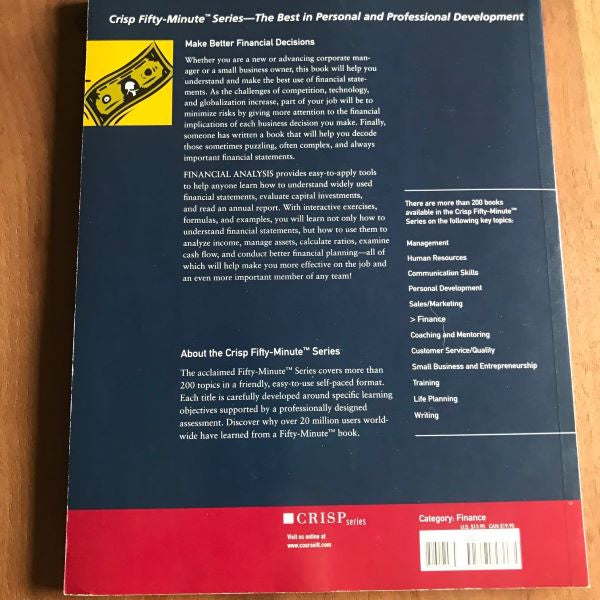 Crisp Fifty-Minute™ Series—The Best in Personal and Professional Development
Make Better Financial Decisions
Whether you are a new or advancing corporate man-
ager or a small business owner, this book will help you
understand and make the best use of financial state-
ments. As the challenges of competition, technology,
and globalization increase, part of your job will be to
minimize risks by giving more attention to the financial
implications of each business decision you make. Finally,
someone has written a book that will help you decode
those sometimes puzzling, often complex, and always
important financial statements.
FINANCIAL ANALYSIS provides easy-to-apply tools
to help anyone learn how to understand widely used
financial statements, evaluate capital investments,
and read an annual report. With interactive exercises,
formulas, and examples, you will learn not only how to
understand financial statements, but how to use them to
analyze income, manage assets, calculate ratios, examine
cash flow, and conduct better financial planning—all of
which will help make you more effective on the job and
an even more important member of any team!
About the Crisp Fifty-Minute™ Series
The acclaimed Fifty-Minute™ Series covers more than
200 topics in a friendly, easy-to-use self-paced format.
Each title is carefully developed around specific learning
objectives supported by a professionally designed
assessment. Discover why over 20 million users world-
wide have learned from a Fifty-Minute™ book.
There are more than 200 books
available in the Crisp Fifty-Minute™
Series on the following key topics:
Management
Human Resources
Communication Skills
Personal Development
Sales/Marketing
> Finance
Coaching and Mentoring
Customer Service/Quality
Small Business and Entrepreneurship
Training
Life Planning
Writing
CRISP series
Visit us online at
www.courseilt.com
Category: Finance
U.S. $13.95 CAN $19.95